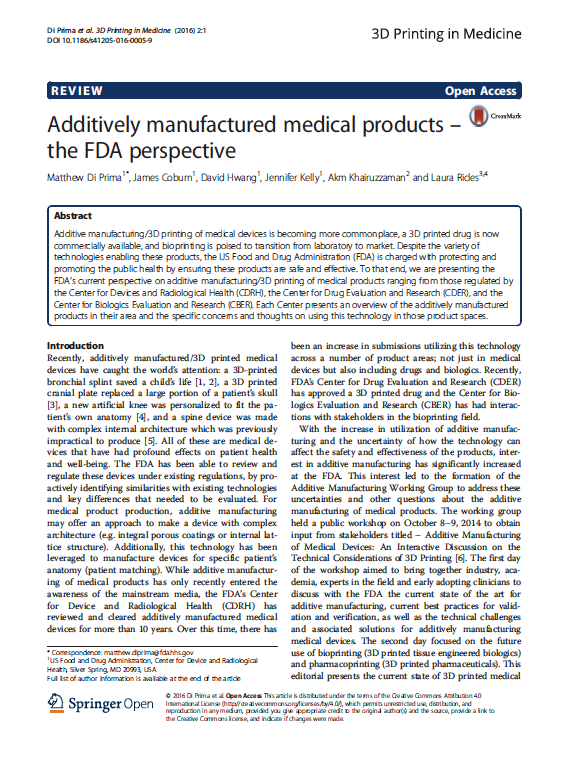 Di Prima et al. 3D Printing in Medicine (2016) 2:1
DOI 10.1186/s41205-016-0005-9
3D Printing in Medicine
REVIEW
Open Access
CrossMark
Additively manufactured medical products –
the FDA perspective
Matthew Di Prima1*, James Coburn1, David Hwang1, Jennifer Kelly1, Akm Khairuzzaman2 and Laura Ricles3,4
Abstract
Additive manufacturing/3D printing of medical devices is becoming more commonplace, a 3D printed drug is now
commercially available, and bioprinting is poised to transition from laboratory to market. Despite the variety of
technologies enabling these products, the US Food and Drug Administration (FDA) is charged with protecting and
promoting the public health by ensuring these products are safe and effective. To that end, we are presenting the
FDA's current perspective on additive manufacturing/3D printing of medical products ranging from those regulated by
the Center for Devices and Radiological Health (CDRH), the Center for Drug Evaluation and Research (CDER), and the
Center for Biologics Evaluation and Research (CBER). Each Center presents an overview of the additively manufactured
products in their area and the specific concerns and thoughts on using this technology in those product spaces.
Introduction
Recently, additively manufactured/3D printed medical
devices have caught the world's attention: a 3D-printed
bronchial splint saved a child's life [1, 2], a 3D printed
cranial plate replaced a large portion of a patient's skull
[3], a new artificial knee was personalized to fit the pa-
tient's own anatomy [4], and a spine device was made
with complex internal architecture which was previously
impractical to produce [5]. All of these are medical de-
vices that have had profound effects on patient health
and well-being. The FDA has been able to review and
regulate these devices under existing regulations, by pro-
actively identifying similarities with existing technologies
and key differences that needed to be evaluated. For
medical product production, additive manufacturing
may offer an approach to make a device with complex
architecture (e.g. integral porous coatings or internal lat-
tice structure). Additionally, this technology has been
leveraged to manufacture devices for specific patient's
anatomy (patient matching). While additive manufactur-
ing of medical products has only recently entered the
awareness of the mainstream media, the FDA's Center
for Device and Radiological Health (CDRH) has
reviewed and cleared additively manufactured medical
devices for more than 10 years. Over this time, there has
been an increase in submissions utilizing this technology
across a number of product areas; not just in medical
devices but also including drugs and biologics. Recently,
FDA's Center for Drug Evaluation and Research (CDER)
has approved a 3D printed drug and the Center for Bio-
logics Evaluation and Research (CBER) has had interac-
tions with stakeholders in the bioprinting field.
With the increase in utilization of additive manufac-
turing and the uncertainty of how the technology can
affect the safety and effectiveness of the products, inter-
est in additive manufacturing has significantly increased
at the FDA. This interest led to the formation of the
Additive Manufacturing Working Group to address these
uncertainties and other questions about the additive
manufacturing of medical products. The working group
held a public workshop on October 8–9, 2014 to obtain
input from stakeholders titled – Additive Manufacturing
of Medical Devices: An Interactive Discussion on the
Technical Considerations of 3D Printing [6]. The first day
of the workshop aimed to bring together industry, aca-
demia, experts in the field and early adopting clinicians to
discuss with the FDA the current state of the art for
additive manufacturing, current best practices for valid-
ation and verification, as well as the technical challenges
and associated solutions for additively manufacturing
medical devices. The second day focused on the future
use of bioprinting (3D printed tissue engineered biologics)
and pharmacoprinting (3D printed pharmaceuticals). This
editorial presents the current state of 3D printed medical
* Correspondence: matthew.diprima@fda.hhs.gov
1US Food and Drug Administration, Center for Device and Radiological
Health, Silver Spring, MD 20993, USA
Full list of author information is available at the end of the article
Springer Open
© 2016 Di Prima et al. Open Access This article is distributed under the terms of the Creative Commons Attribution 4.0
International License (http://creativecommons.org/licenses/by/4.0/), which permits unrestricted use, distribution, and
reproduction in any medium, provided you give appropriate credit to the original author(s) and the source, provide a link to
the Creative Commons license, and indicate if changes were made.